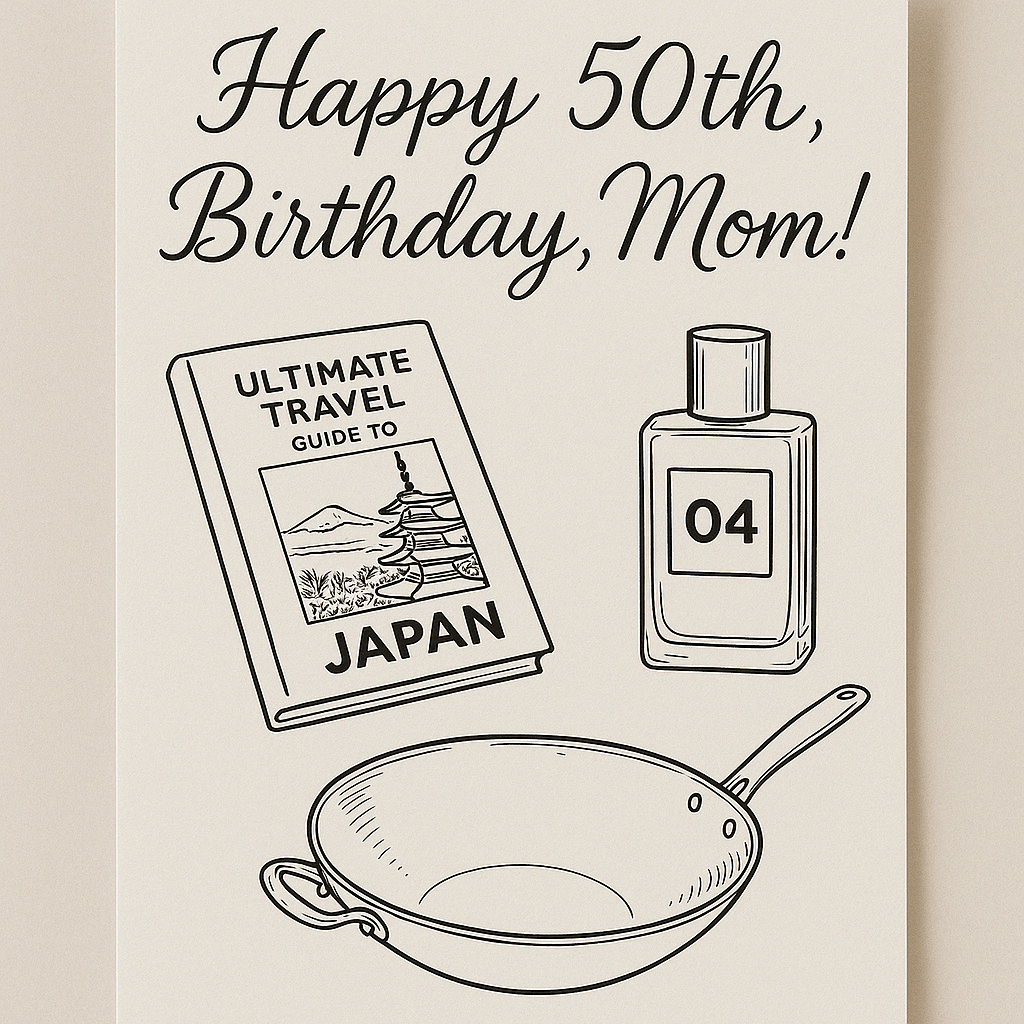 Happy 50th,
Birthday, Mom!
ULTIMATE
TRAVEL
GUIDE TO
JAPAN
04